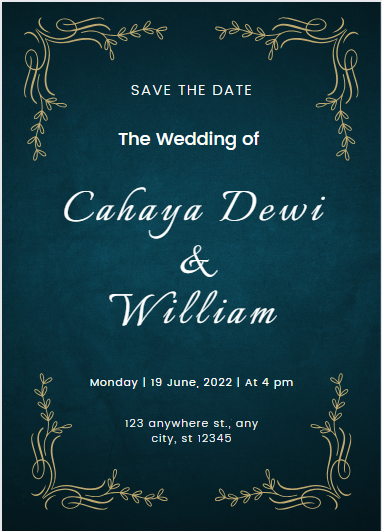 SAVE THE DATE
The Wedding of
Cahaya Dewi
&
William
Monday | 19 June, 2022 | At 4 pm
123 anywhere st., any
city, st 12345